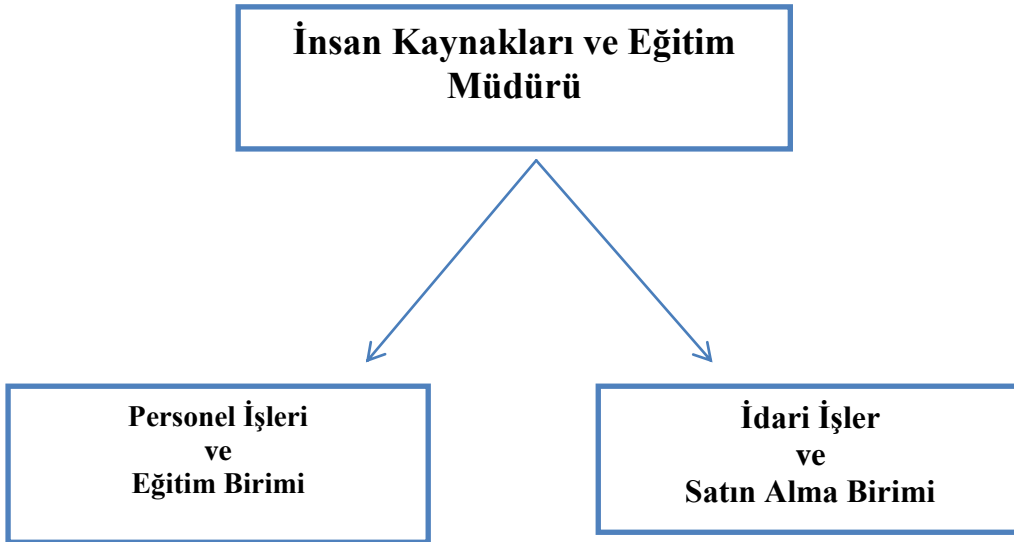 İnsan Kaynakları ve Eğitim
Müdürü
Personel İşleri
ve
Eğitim Birimi
İdari İşler
ve
Satın Alma Birimi